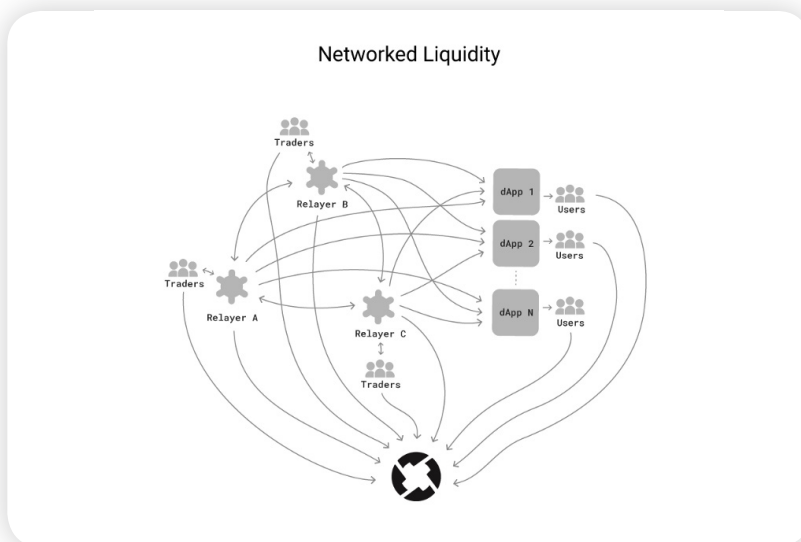 Networked Liquidity
Traders
Relayer B
dApp 1
Users
dApp 2
Users
Traders
Relayer A
dApp N
Users
Relayer C
Traders